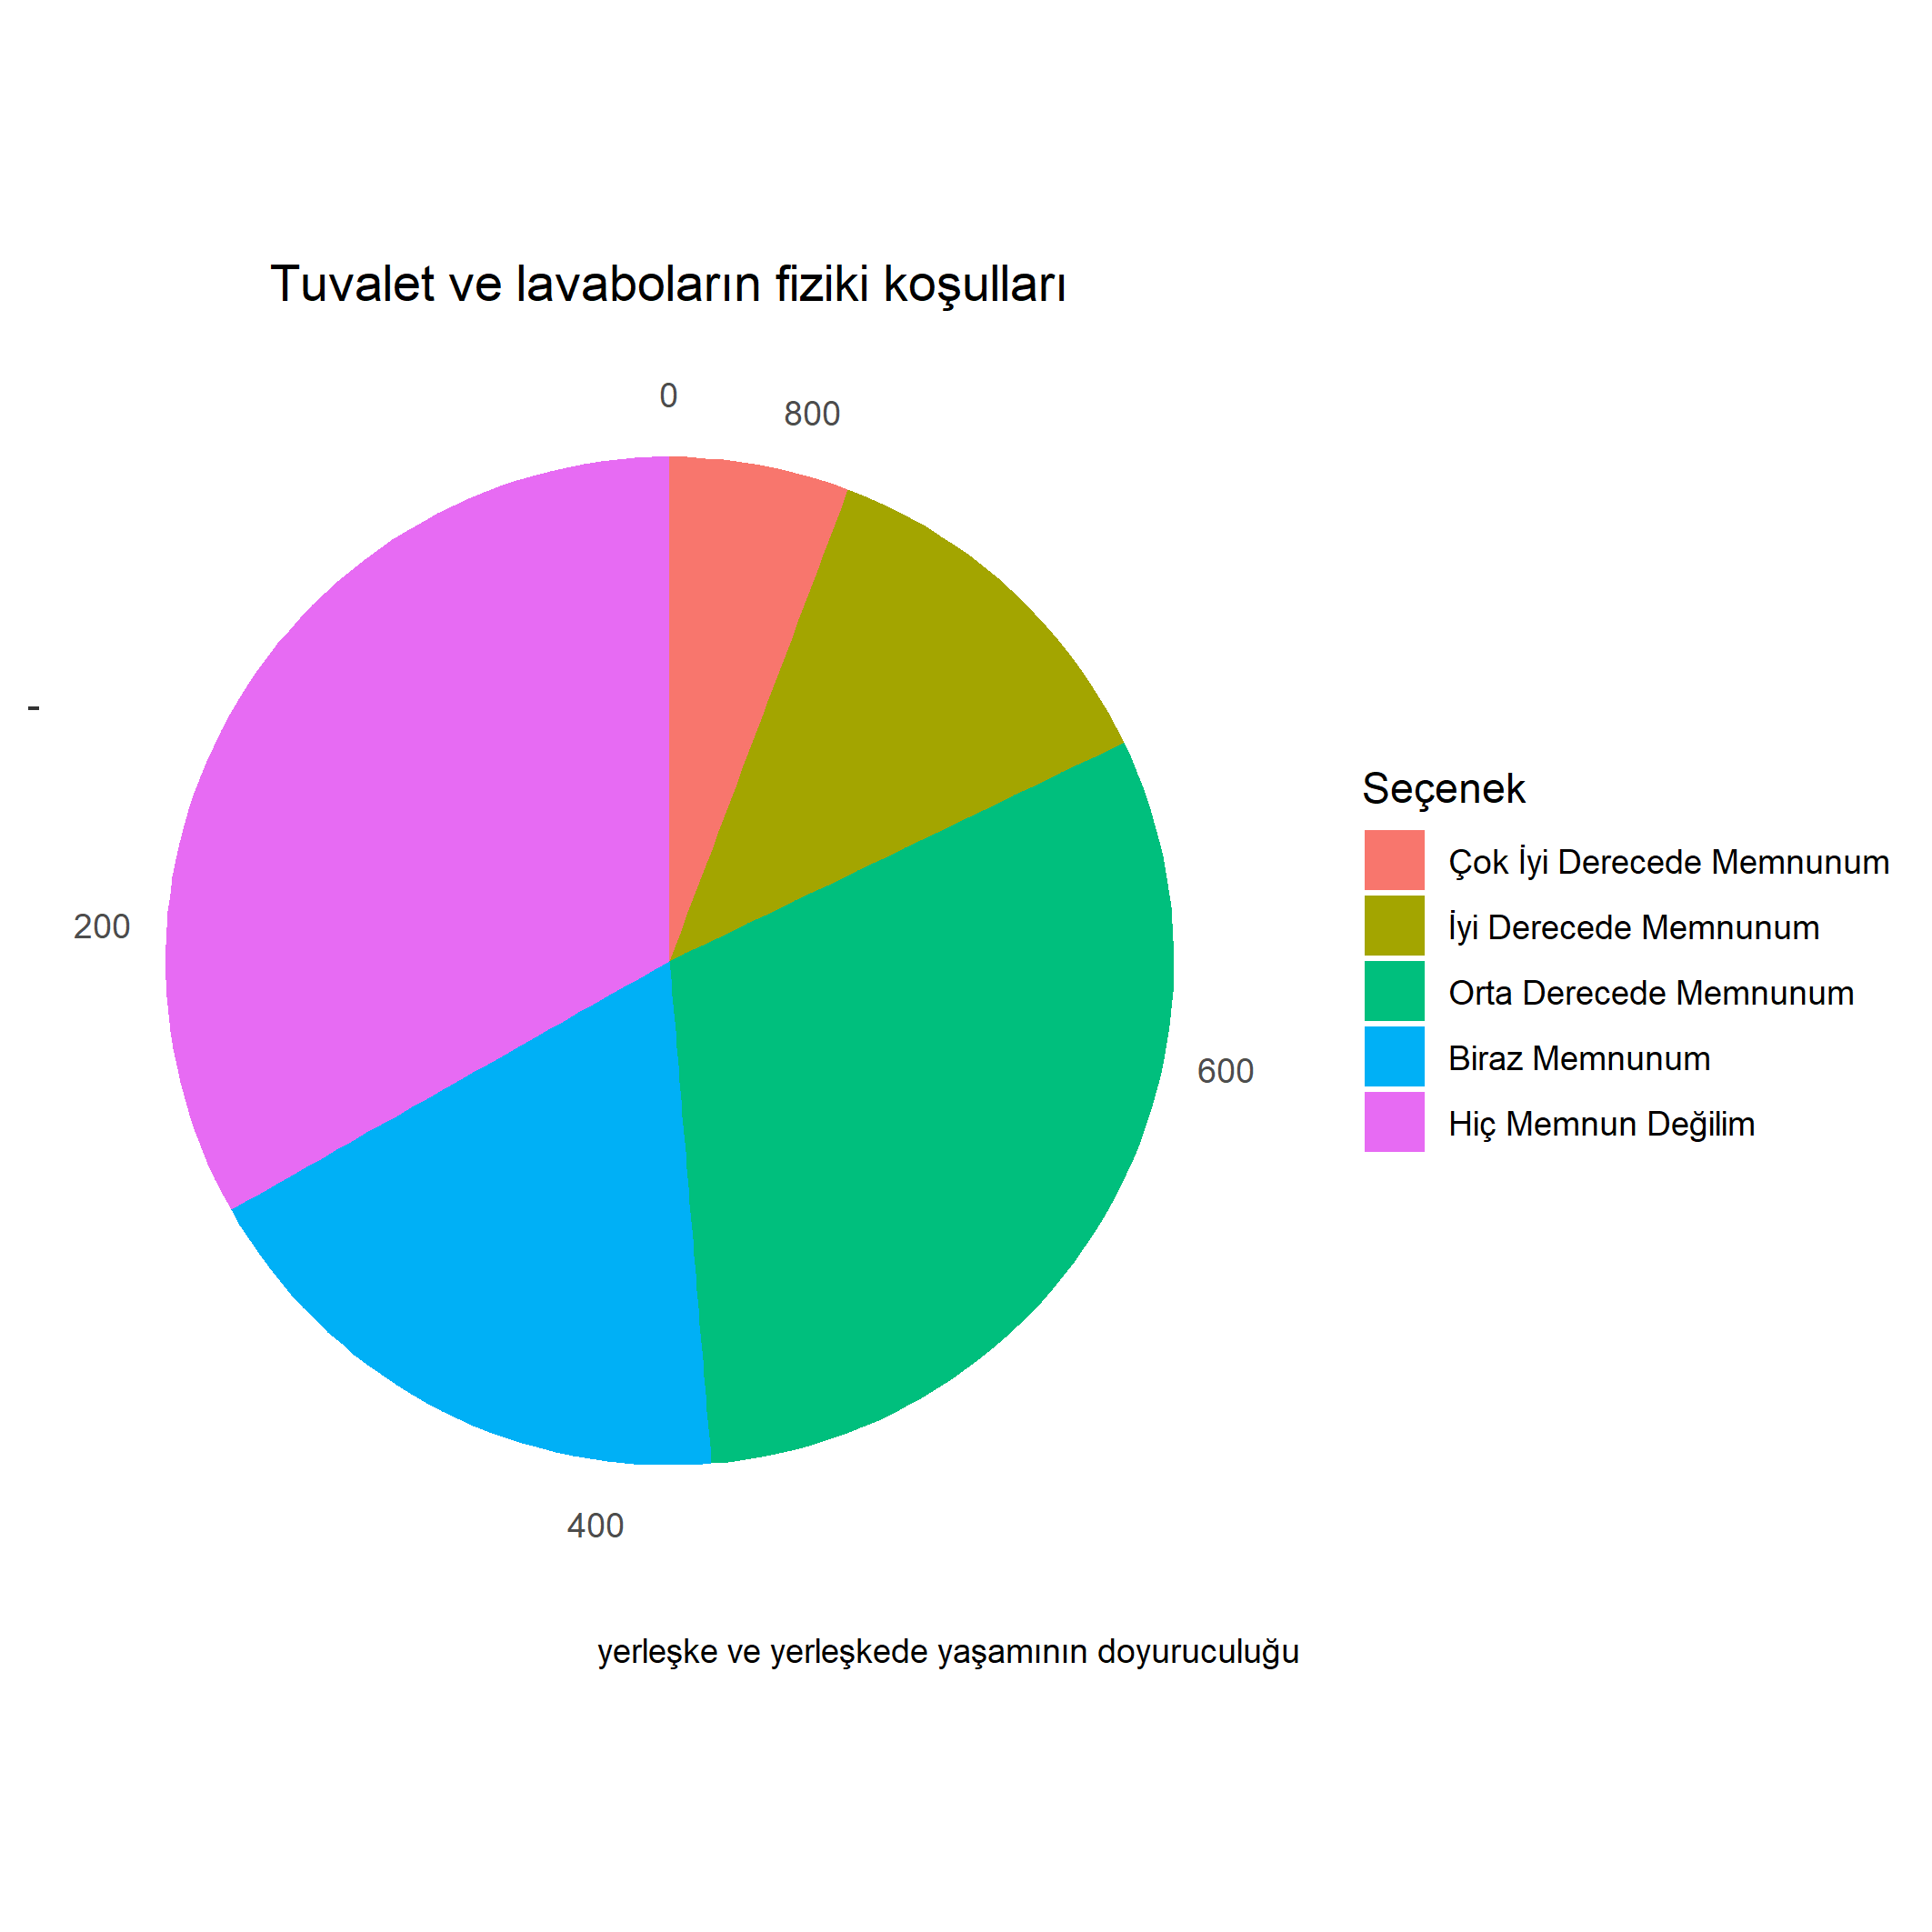 Tuvalet ve lavaboların fiziki koşulları
0
800
-
200
600
400
Seçenek
Çok İyi Derecede Memnunum
İyi Derecede Memnunum
Orta Derecede Memnunum
Biraz Memnunum
Hiç Memnun Değilim
yerleşke ve yerleşkede yaşamının doyuruculuğu